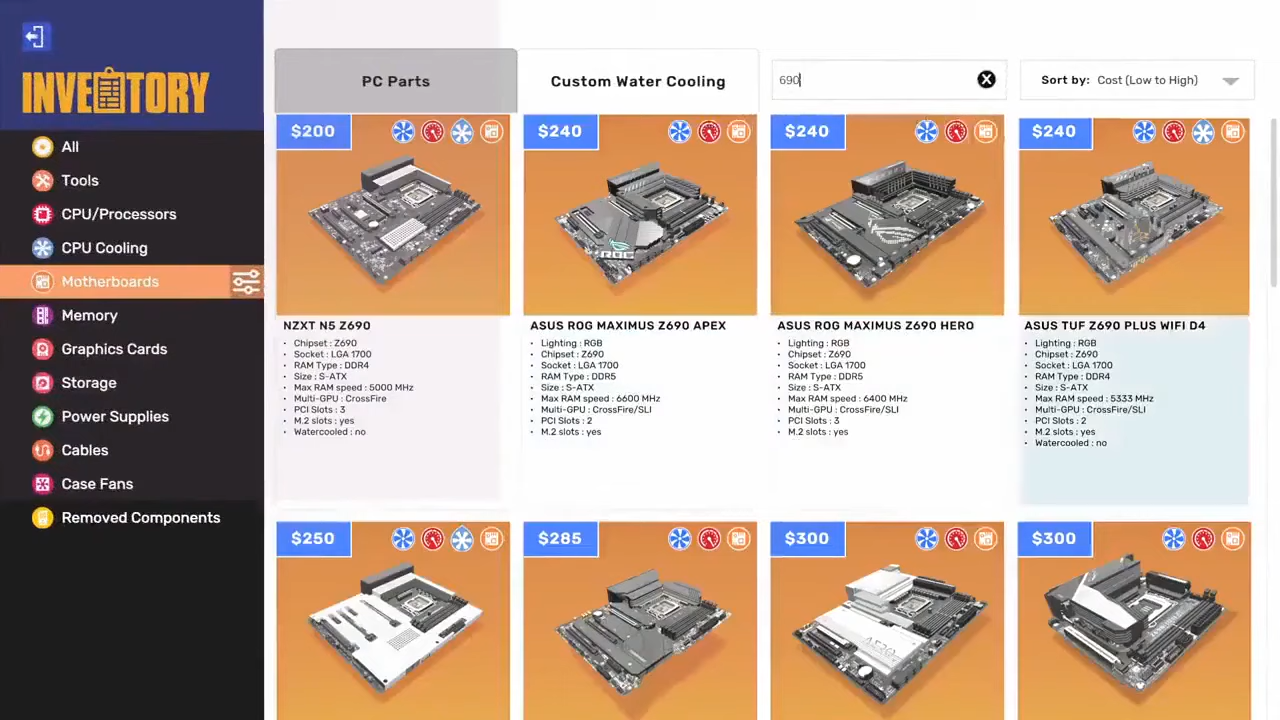 INVENTORY
All
Tools
CPU/Processors
CPU Cooling
Motherboards
Memory
Graphics Cards
Storage
Power Supplies
Cables
Case Fans
Removed Components
PC Parts
Custom Water Cooling
690
Sort by: Cost (Low to High)
$200
NZXT N5 Z690
• Chipset : Z690
• Socket : LGA 1700
• RAM Type : DDR4
• Size : S-ATX
• Max RAM speed : 5000 MHz
• Multi-GPU : CrossFire
• PCI Slots : 3
• M.2 slots : yes
• Watercooled : no
$240
ASUS ROG MAXIMUS Z690 APEX
• Lighting : RGB
• Chipset : Z690
• Socket : LGA 1700
• RAM Type : DDR5
• Size : S-ATX
• Max RAM speed : 6600 MHz
• Multi-GPU : CrossFire/SLI
• PCI Slots : 2
• M.2 slots : yes
$240
ASUS ROG MAXIMUS Z690 HERO
• Lighting : RGB
• Chipset : Z690
• Socket : LGA 1700
• RAM Type : DDR5
• Size : S-ATX
• Max RAM speed : 6400 MHz
• Multi-GPU : CrossFire/SLI
• PCI Slots : 3
• M.2 slots : yes
$240
ASUS TUF Z690 PLUS WIFI D4
• Lighting : RGB
• Chipset : Z690
• Socket : LGA 1700
• RAM Type : DDR4
• Size : S-ATX
• Max RAM speed : 5333 MHz
• Multi-GPU : CrossFire/SLI
• PCI Slots : 2
• M.2 slots : yes
• Watercooled : no
$250
$285
$300
$300